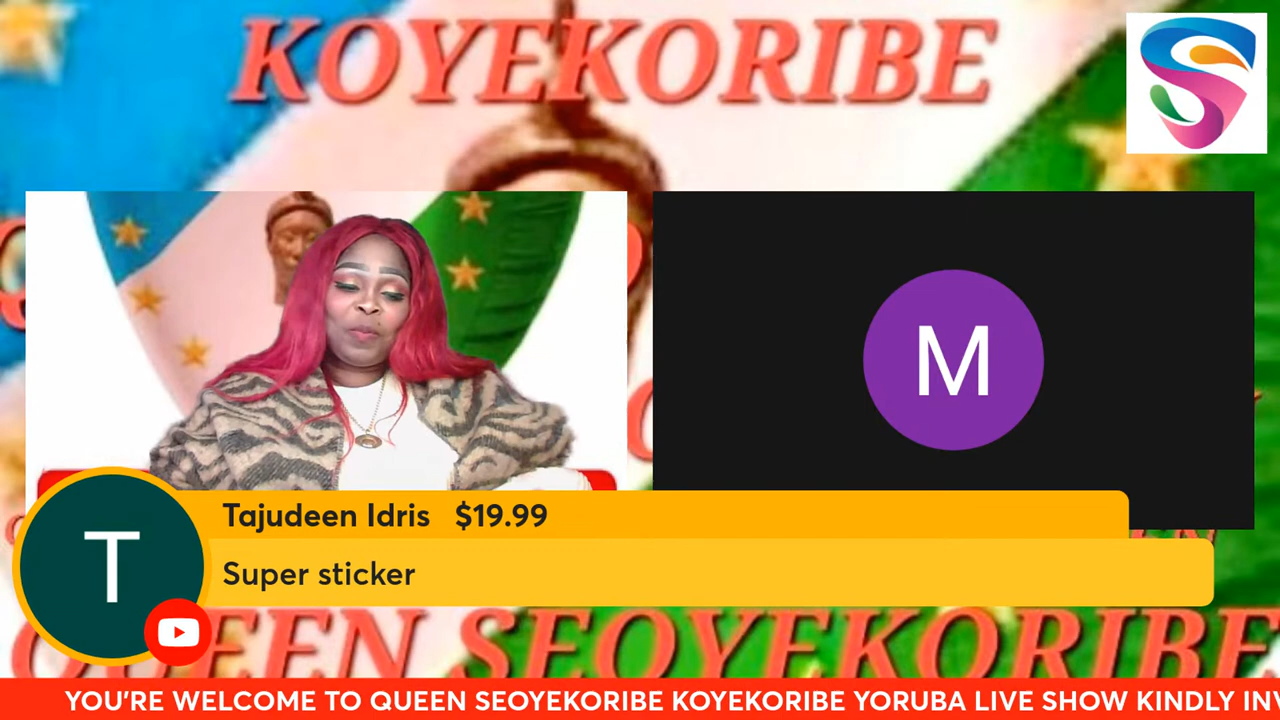 KOYEKORIBE
M
Tajudeen Idris $19.99
T
Super sticker
QUEEN SEOYEKORIBE
YOU'RE WELCOME TO QUEEN SEOYEKORIBE KOYEKORIBE YORUBA LIVE SHOW KINDLY INV